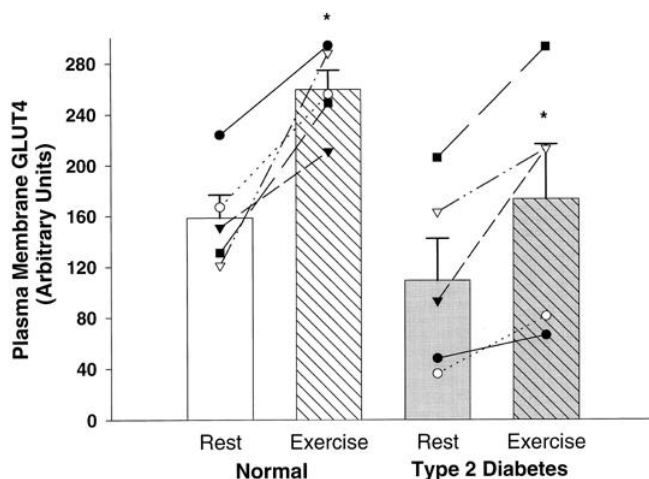 *
*
280
240
200
160
120
80
40
0
Plasma Membrane GLUT4
(Arbitrary Units)
Rest Exercise Rest Exercise
Normal Type 2 Diabetes